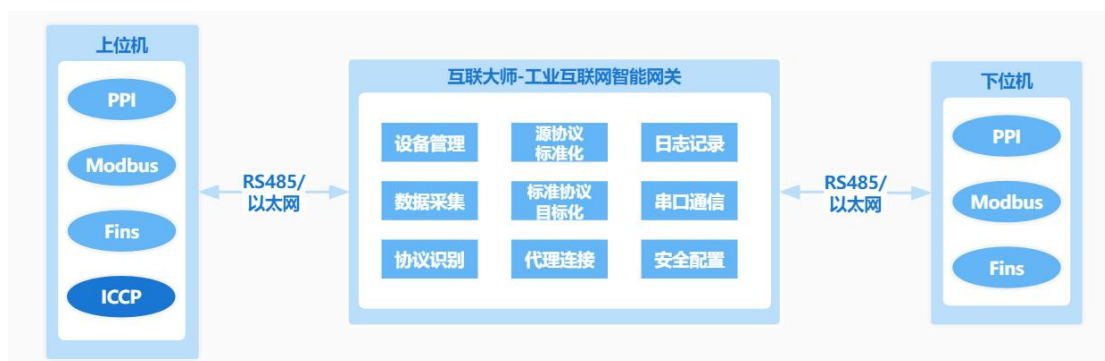 上位机
PPI
Modbus
Fins
ICCP
RS485/
以太网
互联大师-工业互联网智能网关
设备管理
源协议
标准化
日志记录
数据采集
标准协议
目标化
串口通信
协议识别
代理连接
安全配置
RS485/
以太网
下位机
PPI
Modbus
Fins